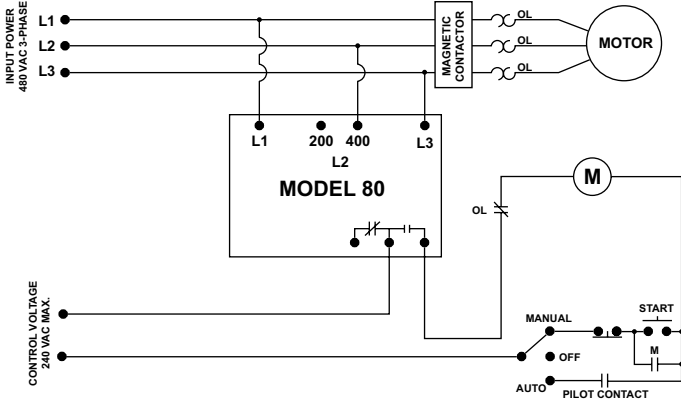 INPUT POWER
480 VAC 3-PHASE
L1
L2
L3
MAGNETIC
CONTACTOR
OL
OL
OL
MOTOR
L1
200
400
L3
L2
MODEL 80
OL
M
CONTROL VOLTAGE
240 VAC MAX.
MANUAL
START
OFF
M
AUTO
PILOT CONTACT